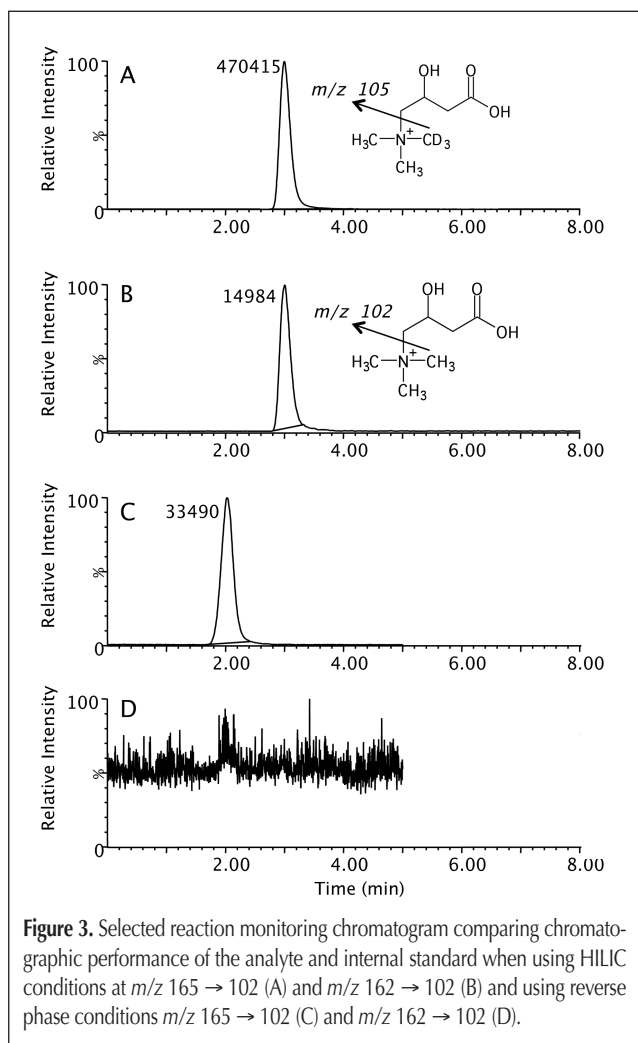 A
470415
100
Relative Intensity
%
0
m/z 105
OH
O
OH
H₃C
N
+
CD₃
CH₃
2.00 4.00 6.00 8.00
B
14984
100
Relative Intensity
%
0
m/z 102
OH
O
OH
H₃C
N
+
CH₃
CH₃
2.00 4.00 6.00 8.00
C
33490
100
Relative Intensity
%
0
2.00 4.00 6.00 8.00
D
100
Relative Intensity
%
0
2.00 4.00 6.00 8.00
Time (min)
Figure 3. Selected reaction monitoring chromatogram comparing chromato-
graphic performance of the analyte and internal standard when using HILIC
conditions at m/z 165 → 102 (A) and m/z 162 → 102 (B) and using reverse
phase conditions m/z 165 → 102 (C) and m/z 162 → 102 (D).